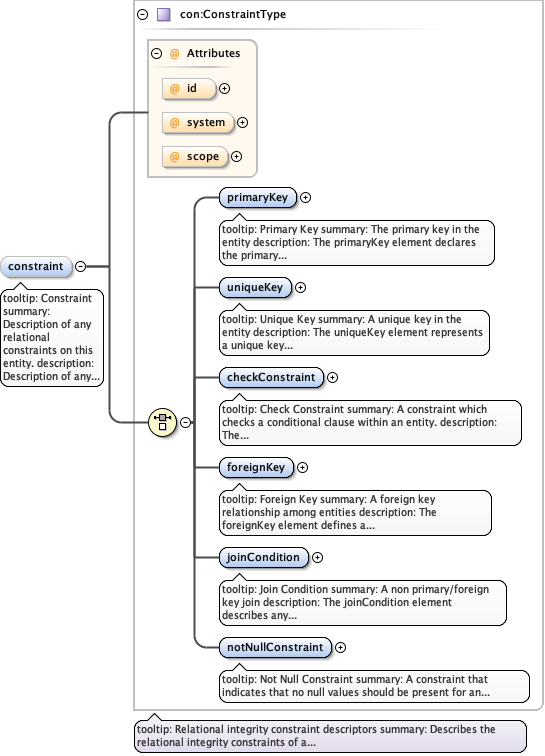 con:ConstraintType
@ Attributes
@ id
@ system
@ scope
constraint
tooltip: Constraint
summary:
Description of any
relational
constraints on this
entity. description:
Description of any...
primaryKey
tooltip: Primary Key summary: The primary key in the
entity description: The primaryKey element declares
the primary...
uniqueKey
tooltip: Unique Key summary: A unique key in the
entity description: The uniqueKey element represents
a unique key...
checkConstraint
tooltip: Check Constraint summary: A constraint which
checks a conditional clause within an entity. description:
The...
foreignKey
tooltip: Foreign Key summary: A foreign key
relationship among entities description: The
foreignKey element defines a...
joinCondition
tooltip: Join Condition summary: A non primary/foreign
key join description: The joinCondition element
describes any...
notNullConstraint
tooltip: Not Null Constraint summary: A constraint that
indicates that no null values should be present for an...
tooltip: Relational integrity constraint descriptors summary: Describes the
relational integrity constraints of a...